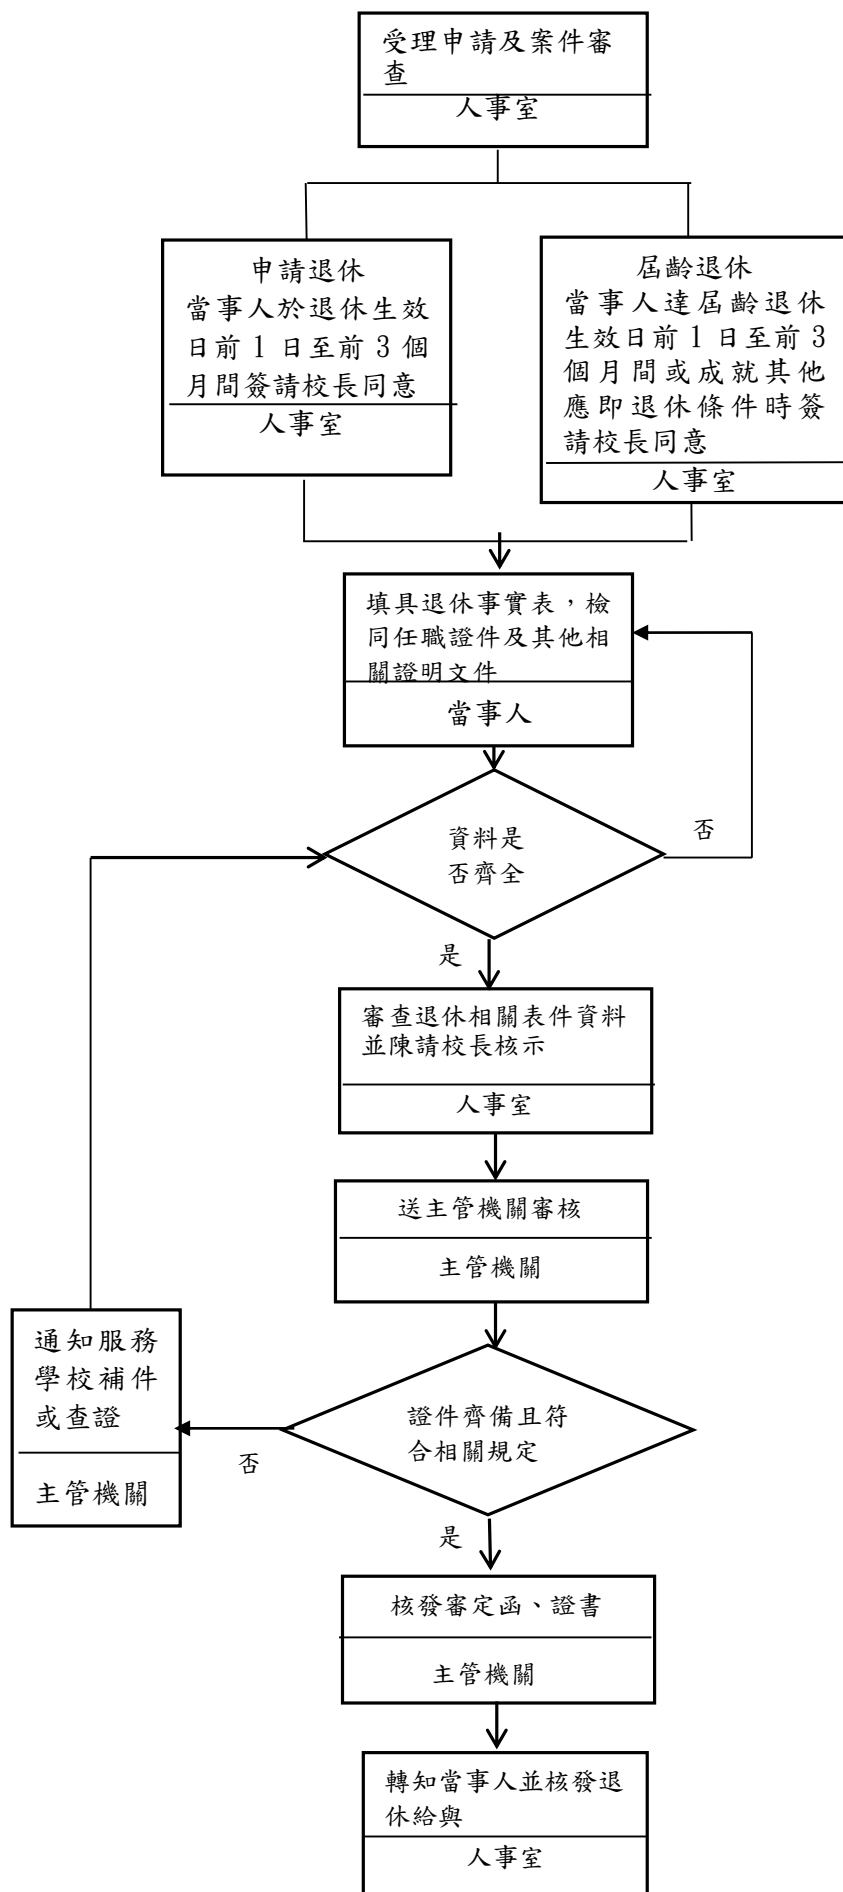 受理申請及案件審
查
人事室
申請退休
當事人於退休生效
日前1日至前3個
月間簽請校長同意
人事室
屆齡退休
當事人達屆齡退休
生效日前1日至前3
個月間或成就其他
應即退休條件時簽
請校長同意
人事室
填具退休事實表，檢
同任職證件及其他相
關證明文件
當事人
資料是
否齊全
否
是
審查退休相關表件資料
並陳請校長核示
人事室
送主管機關審核
主管機關
通知服務
學校補件
或查證
主管機關
否
證件齊備且符
合相關規定
是
核發審定函、證書
主管機關
轉知當事人並核發退
休給與
人事室